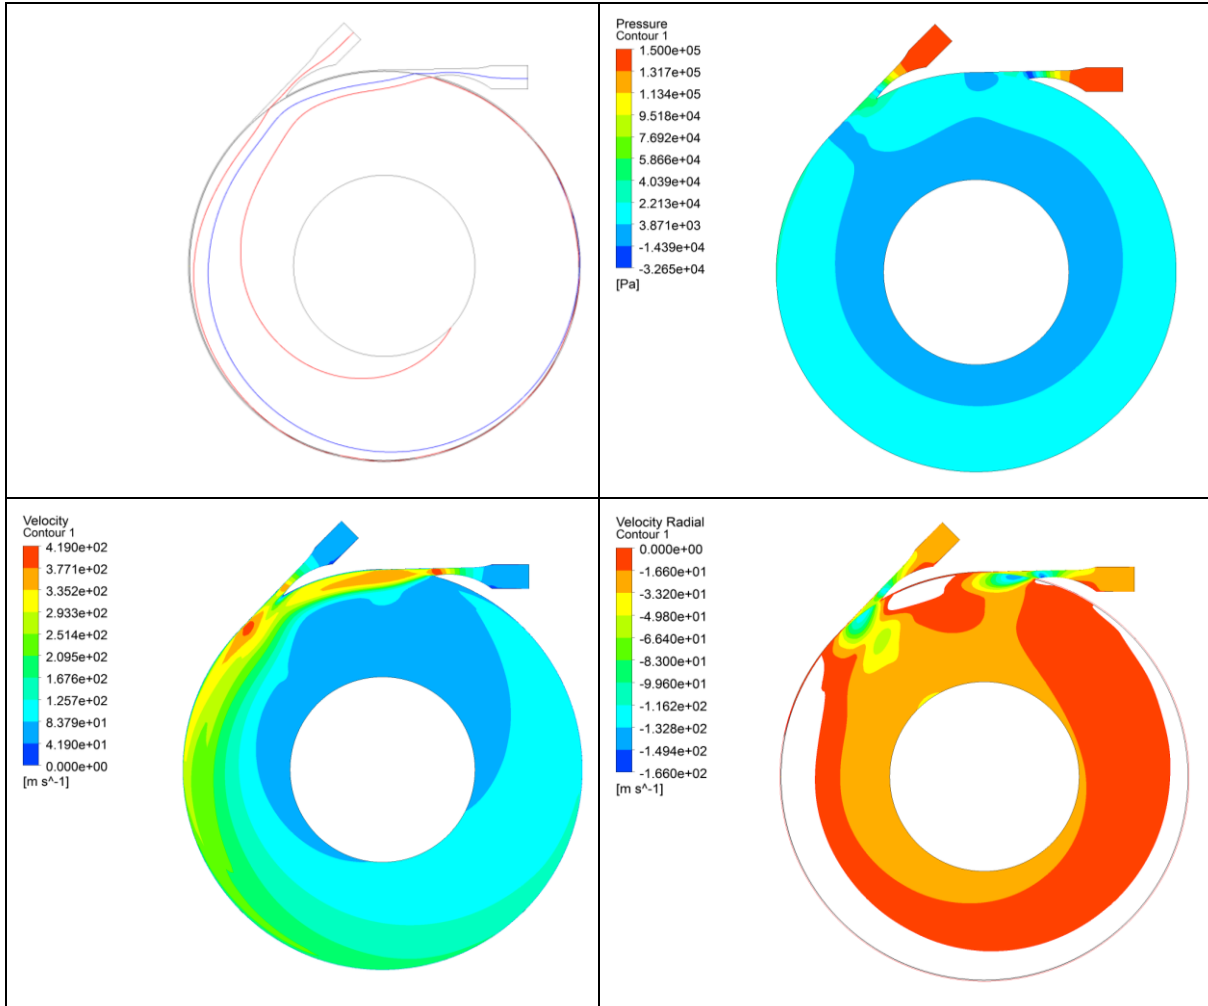 Pressure
Contour 1
1.500e+05
1.317e+05
1.134e+05
9.518e+04
7.692e+04
5.866e+04
4.039e+04
2.213e+04
3.871e+03
-1.439e+04
-3.265e+04
[Pa]
Velocity
Contour 1
4.190e+02
3.771e+02
3.352e+02
2.933e+02
2.514e+02
2.095e+02
1.676e+02
1.257e+02
8.379e+01
4.190e+01
0.000e+00
[m s^-1]
Velocity Radial
Contour 1
0.000e+00
-1.660e+01
-3.320e+01
-4.980e+01
-6.640e+01
-8.300e+01
-9.960e+01
-1.162e+02
-1.328e+02
-1.494e+02
-1.660e+02
[m s^-1]